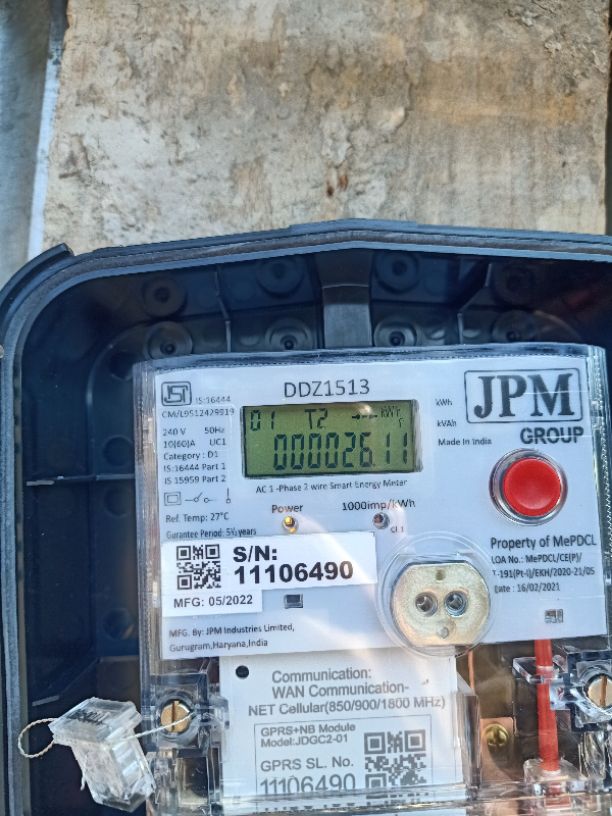 IS:16444
CM/L9512429919
DDZ1513
JPM
GROUP
240 V 50Hz
10(60)A UC1
Category : D1
IS:16444 Part 1
IS 15959 Part 2
01 T2 kW
00002611
kWh
kVAh
Made In India
AC 1 -Phase 2 wire Smart Energy Meter
Ref. Temp: 27°C
Power
1000imp/kWh
Gurantee Period: 5½ years
Cl.1
S/N:
11106490
MFG: 05/2022
Property of MePDCL
LOA No.: MePDCL/CE(P)/
T-191(Pt-I)/EKH/2020-21/05
Date : 16/02/2021
MFG. By: JPM Industries Limited,
Gurugram,Haryana,India
Communication:
WAN Communication-
NET Cellular(850/900/1800 MHz)
GPRS+NB Module
Model:JDGC2-01
GPRS SL. No.
11106490